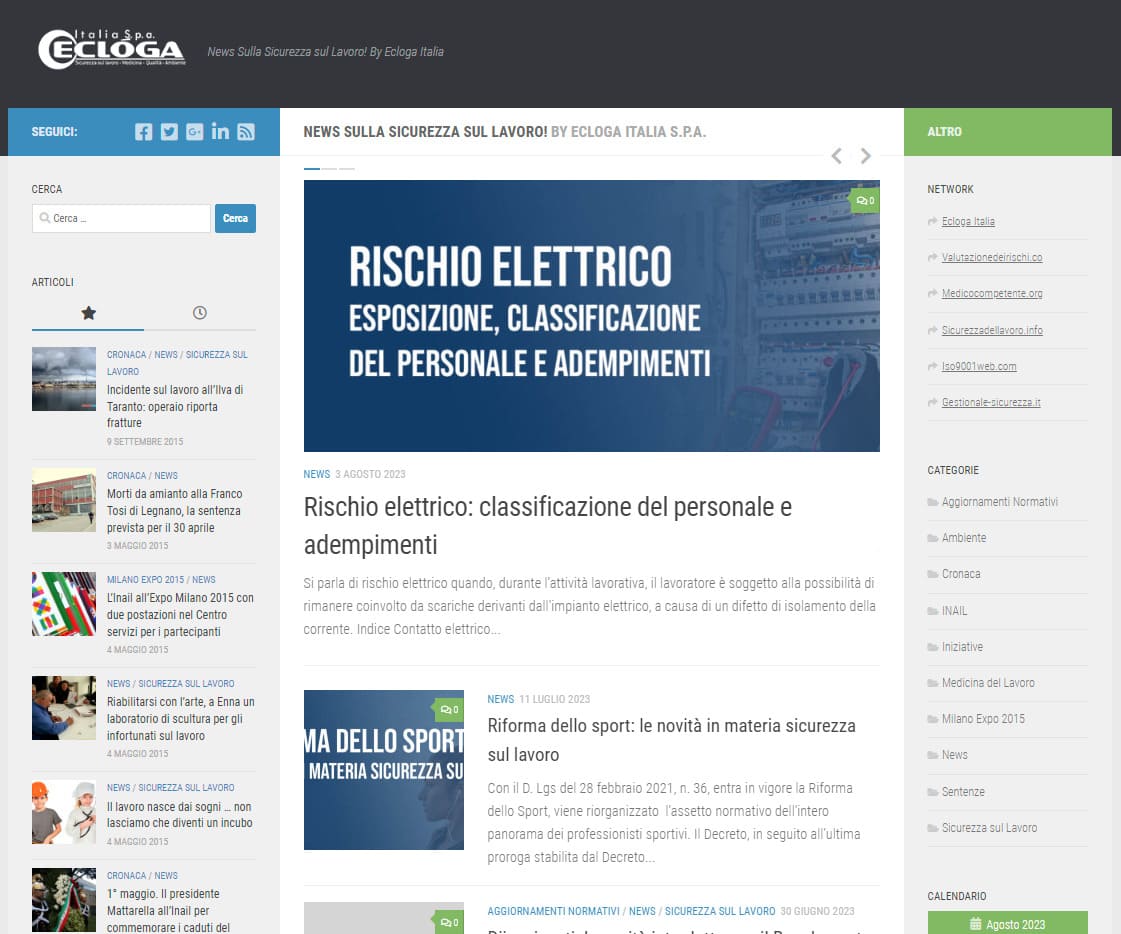 Italia S.p.a.
ECLOGA
Sicurezza sul lavoro - Medicina - Qualità - Ambiente
News Sulla Sicurezza sul Lavoro! By Ecloga Italia
SEGUICI:
CERCA
Cerca …
Cerca
ARTICOLI
CRONACA / NEWS / SICUREZZA SUL
LAVORO
Incidente sul lavoro all'Ilva di
Taranto: operaio riporta
fratture
9 SETTEMBRE 2015
CRONACA / NEWS
Morti da amianto alla Franco
Tosi di Legnano, la sentenza
prevista per il 30 aprile
3 MAGGIO 2015
MILANO EXPO 2015 / NEWS
L'Inail all'Expo Milano 2015 con
due postazioni nel Centro
servizi per i partecipanti
4 MAGGIO 2015
NEWS / SICUREZZA SUL LAVORO
Riabilitarsi con l'arte, a Enna un
laboratorio di scultura per gli
infortunati sul lavoro
4 MAGGIO 2015
NEWS / SICUREZZA SUL LAVORO
Il lavoro nasce dai sogni … non
lasciamo che diventi un incubo
4 MAGGIO 2015
CRONACA / NEWS
1° maggio. Il presidente
Mattarella all'Inail per
commemorare i caduti del
NEWS SULLA SICUREZZA SUL LAVORO! BY ECLOGA ITALIA S.P.A.
0
RISCHIO ELETTRICO
ESPOSIZIONE, CLASSIFICAZIONE
DEL PERSONALE E ADEMPIMENTI
NEWS 3 AGOSTO 2023
Rischio elettrico: classificazione del personale e
adempimenti
Si parla di rischio elettrico quando, durante l'attività lavorativa, il lavoratore è soggetto alla possibilità di
rimanere coinvolto da scariche derivanti dall'impianto elettrico, a causa di un difetto di isolamento della
corrente. Indice Contatto elettrico...
0
MA DELLO SPORT
MATERIA SICUREZZA SU
NEWS 11 LUGLIO 2023
Riforma dello sport: le novità in materia sicurezza
sul lavoro
Con il D. Lgs del 28 febbraio 2021, n. 36, entra in vigore la Riforma
dello Sport, viene riorganizzato l'assetto normativo dell'intero
panorama dei professionisti sportivi. Il Decreto, in seguito all'ultima
proroga stabilita dal Decreto...
0
AGGIORNAMENTI NORMATIVI / NEWS / SICUREZZA SUL LAVORO 30 GIUGNO 2023
ALTRO
NETWORK
Ecloga Italia
Valutazionedeirischi.co
Medicocompetente.org
Sicurezzadellavoro.info
Iso9001web.com
Gestionale-sicurezza.it
CATEGORIE
Aggiornamenti Normativi
Ambiente
Cronaca
INAIL
Iniziative
Medicina del Lavoro
Milano Expo 2015
News
Sentenze
Sicurezza sul Lavoro
CALENDARIO
Agosto 2023